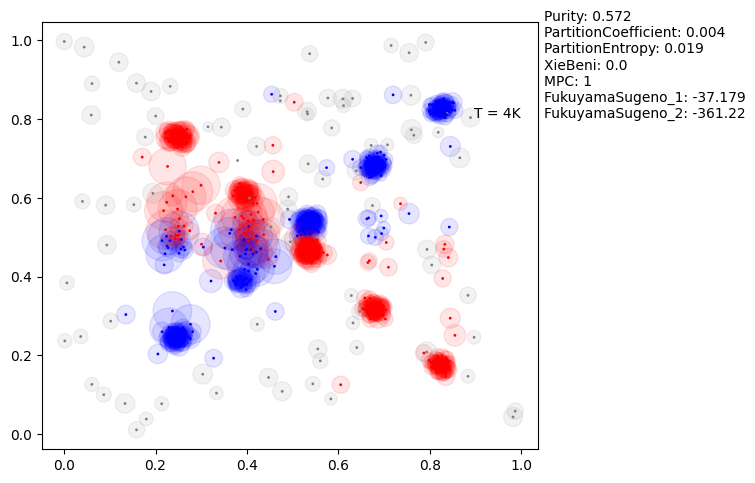 Purity: 0.572
PartitionCoefficient: 0.004
PartitionEntropy: 0.019
XieBeni: 0.0
MPC: 1
FukuyamaSugeno_1: -37.179
FukuyamaSugeno_2: -361.22
T = 4K
1.0
0.8
0.6
0.4
0.2
0.0
0.0 0.2 0.4 0.6 0.8 1.0